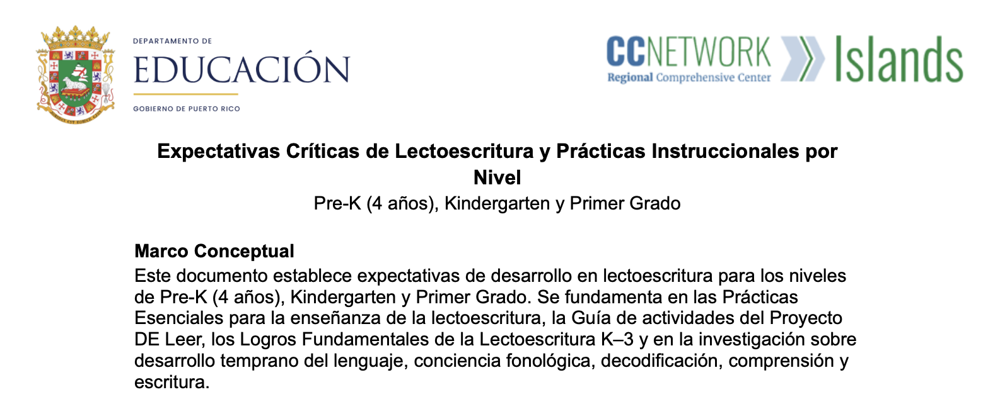 DEPARTAMENTO DE
EDUCACIÓN
GOBIERNO DE PUERTO RICO
CCNETWORK Islands
Regional Comprehensive Center
Expectativas Críticas de Lectoescritura y Prácticas Instruccionales por
Nivel
Pre-K (4 años), Kindergarten y Primer Grado
Marco Conceptual
Este documento establece expectativas de desarrollo en lectoescritura para los niveles
de Pre-K (4 años), Kindergarten y Primer Grado. Se fundamenta en las Prácticas
Esenciales para la enseñanza de la lectoescritura, la Guía de actividades del Proyecto
DE Leer, los Logros Fundamentales de la Lectoescritura K–3 y en la investigación sobre
desarrollo temprano del lenguaje, conciencia fonológica, decodificación, comprensión y
escritura.